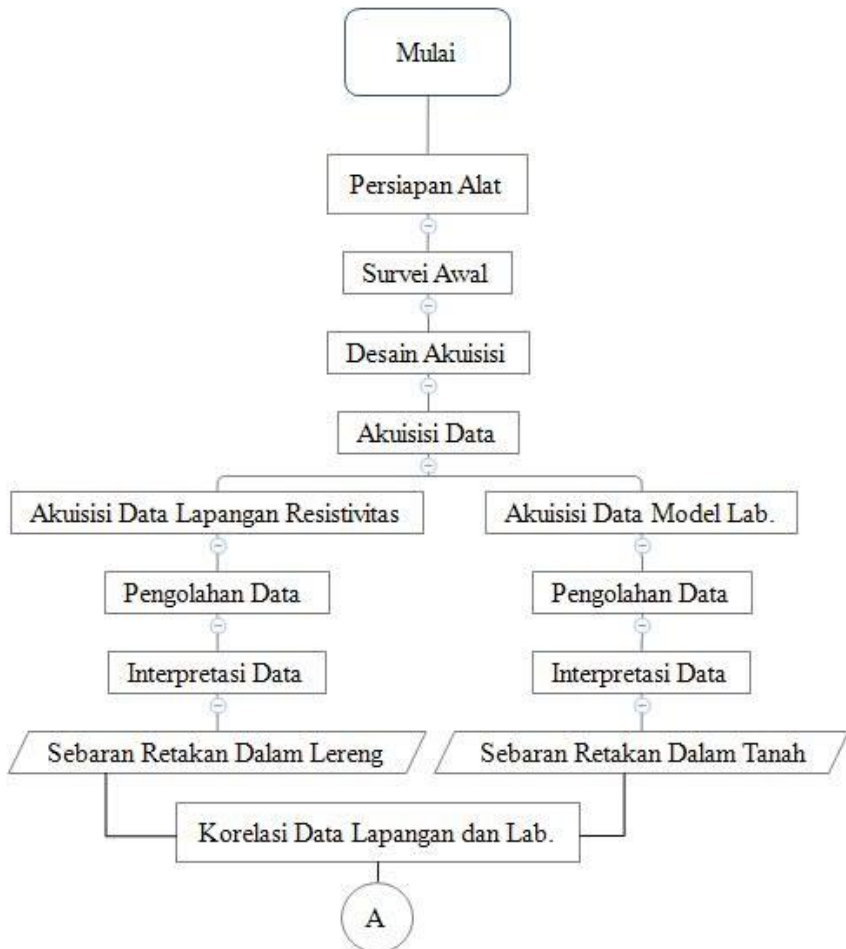 Mulai
Persiapan Alat
Survei Awal
Desain Akuisisi
Akuisisi Data
Akuisisi Data Lapangan Resistivitas
Akuisisi Data Model Lab.
Pengolahan Data
Pengolahan Data
Interpretasi Data
Interpretasi Data
Sebaran Retakan Dalam Lereng
Sebaran Retakan Dalam Tanah
Korelasi Data Lapangan dan Lab.
A